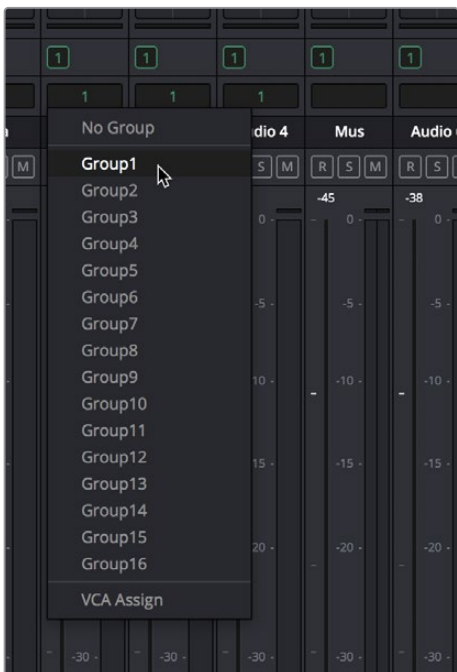 1 1 1 1 1
1 1 1
No Group
dio 4 Mus Audio
M S M R S M R S
Group1
-45 -38
Group2
Group3
0 - 0 - 0 -
Group4
Group5
Group6
-5 - -5 - -5 -
Group7
Group8
Group9
10 - -10 - -10 -
Group10
Group11
Group12
15 - -15 - -15 -
Group13
Group14
Group15
20 - -20 - -20 -
Group16
VCA Assign
-30 - -30 - -30 - -30 - -30 -